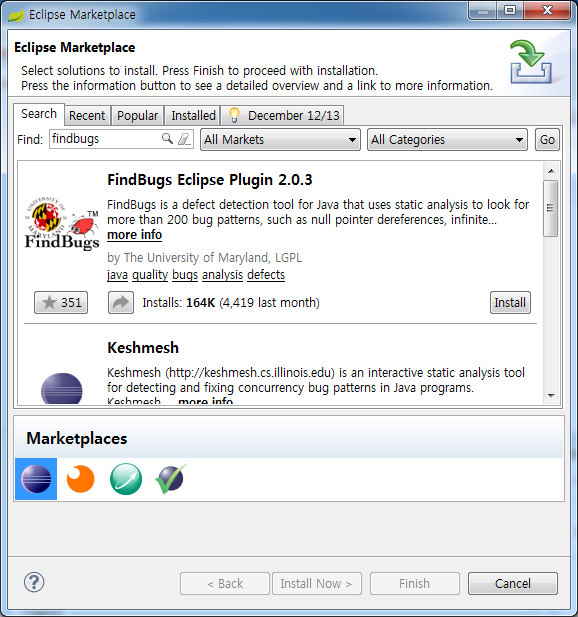 Eclipse Marketplace
Eclipse Marketplace
Select solutions to install. Press Finish to proceed with installation.
Press the information button to see a detailed overview and a link to more information.
Search Recent Popular Installed December 12/13
Find: findbugs All Markets All Categories Go
FindBugs Eclipse Plugin 2.0.3
FindBugs is a defect detection tool for Java that uses static analysis to look for
more than 200 bug patterns, such as null pointer dereferences, infinite...
more info
UNIVERSITY OF MARYLAND
FindBugs TM
by The University of Maryland, LGPL
java quality bugs analysis defects
351 Installs: 164K (4,419 last month) Install
Keshmesh
Keshmesh (http://keshmesh.cs.illinois.edu) is an interactive static analysis tool
for detecting and fixing concurrency bug patterns in Java programs.
Keshmesh... more info
Marketplaces
? < Back Install Now > Finish Cancel